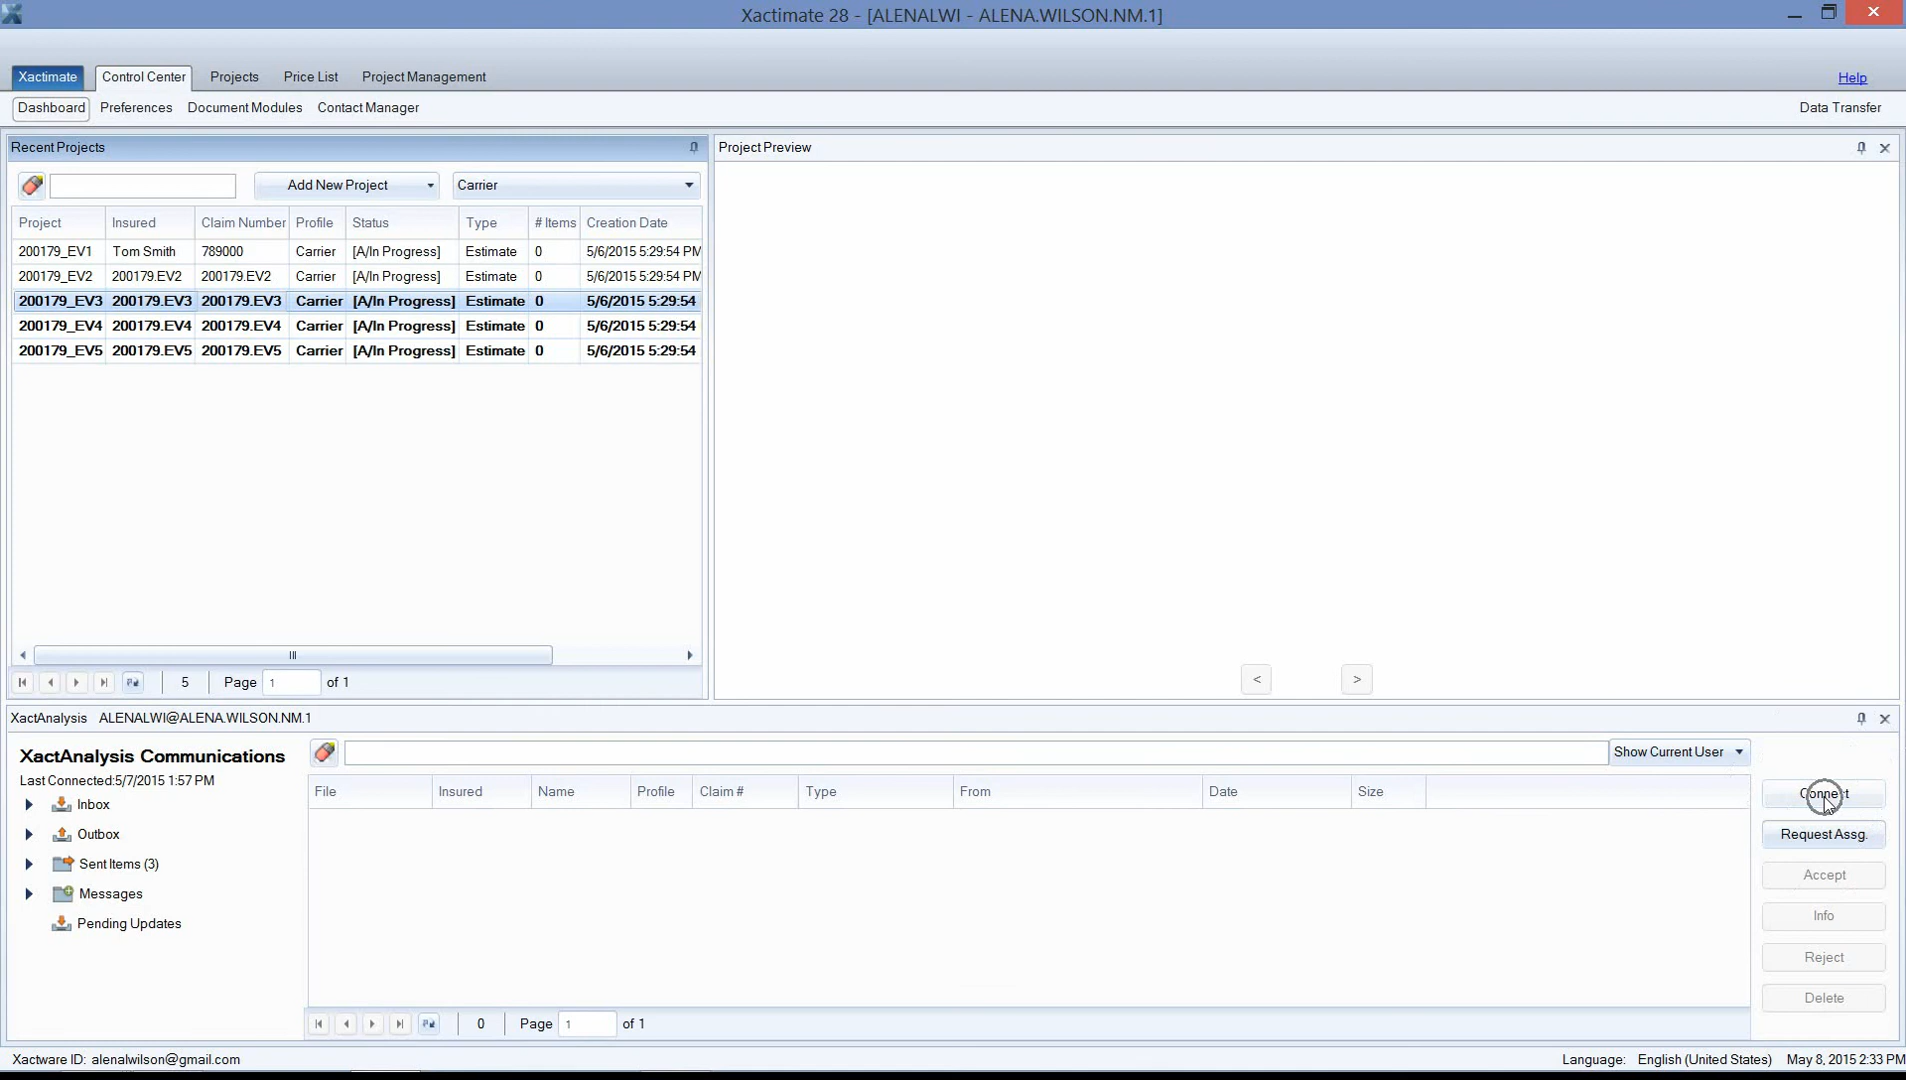 Xactimate 28 - [ALENALWI - ALENA.WILSON.NM.1]
Xactimate Control Center Projects Price List Project Management Help
Dashboard Preferences Document Modules Contact Manager Data Transfer
Recent Projects
Project Preview
Add New Project Carrier
Project Insured Claim Number Profile Status Type # Items Creation Date
200179_EV1 Tom Smith 789000 Carrier [A/In Progress] Estimate 0 5/6/2015 5:29:54 PM
200179_EV2 200179.EV2 200179.EV2 Carrier [A/In Progress] Estimate 0 5/6/2015 5:29:54 PM
200179_EV3 200179.EV3 200179.EV3 Carrier [A/In Progress] Estimate 0 5/6/2015 5:29:54
200179_EV4 200179.EV4 200179.EV4 Carrier [A/In Progress] Estimate 0 5/6/2015 5:29:54
200179_EV5 200179.EV5 200179.EV5 Carrier [A/In Progress] Estimate 0 5/6/2015 5:29:54
5 Page 1 of 1
< >
XactAnalysis ALENALWI@ALENA.WILSON.NM.1
XactAnalysis Communications
Last Connected:5/7/2015 1:57 PM
Inbox
Outbox
Sent Items (3)
Messages
Pending Updates
Show Current User
File Insured Name Profile Claim # Type From Date Size
Connect
Request Assg.
Accept
Info
Reject
Delete
0 Page 1 of 1
Xactware ID: alenalwilson@gmail.com Language: English (United States) May 8, 2015 2:33 PM